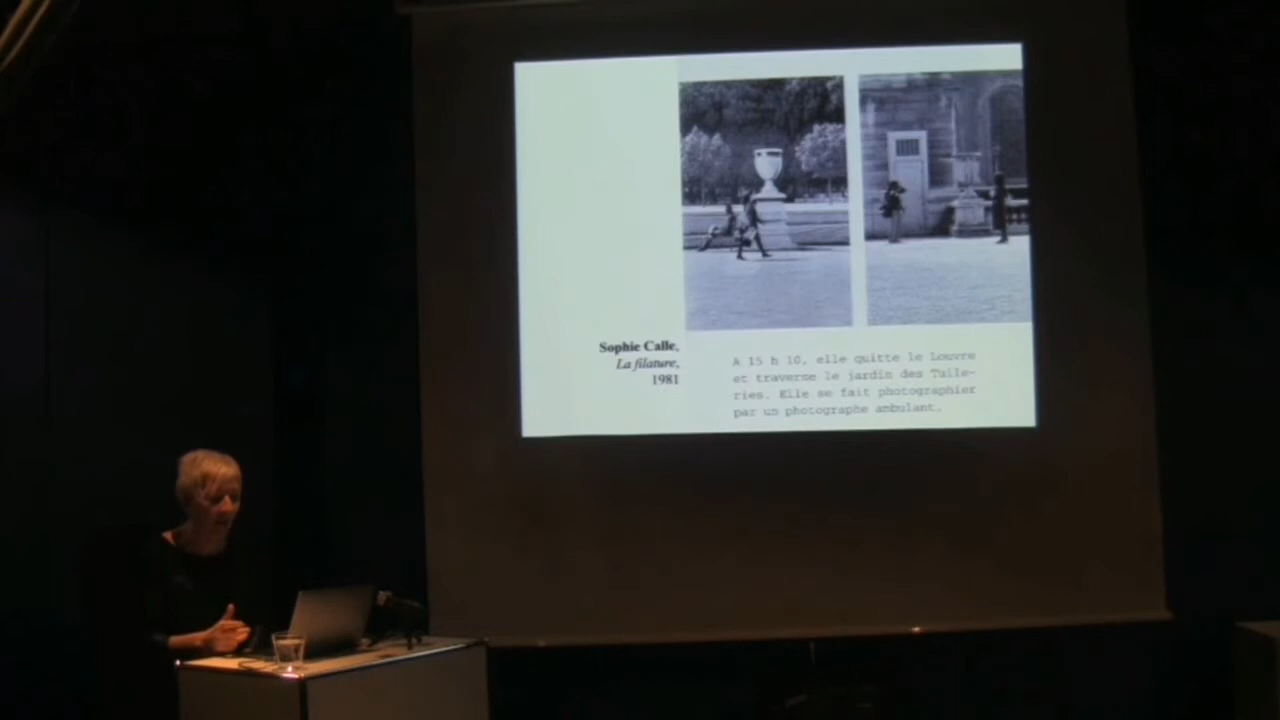 Sophie Calle,
La filature,
1981
A 15 h 10, elle quitte le Louvre
et traverse le jardin des Tuile-
ries. Elle se fait photographier
par un photographe ambulant.